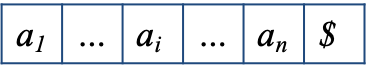 a₁ ... aᵢ ... aₙ $